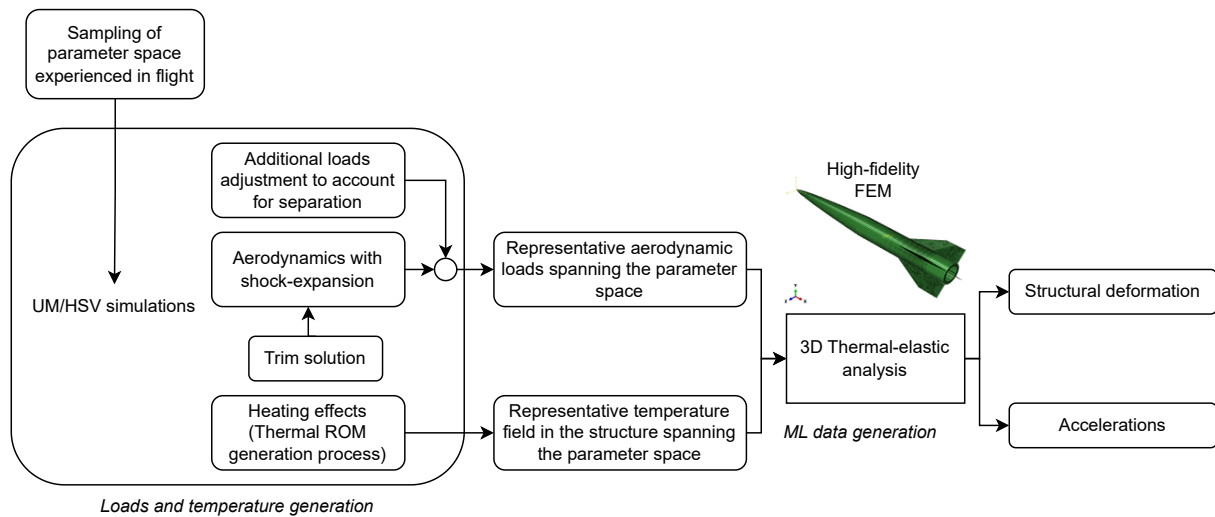 Sampling of
parameter space
experienced in flight
Additional loads
adjustment to account
for separation
Aerodynamics with
shock-expansion
UM/HSV simulations
Trim solution
Heating effects
(Thermal ROM
generation process)
Loads and temperature generation
Representative aerodynamic
loads spanning the parameter
space
Representative temperature
field in the structure spanning
the parameter space
High-fidelity
FEM
3D Thermal-elastic
analysis
ML data generation
Structural deformation
Accelerations